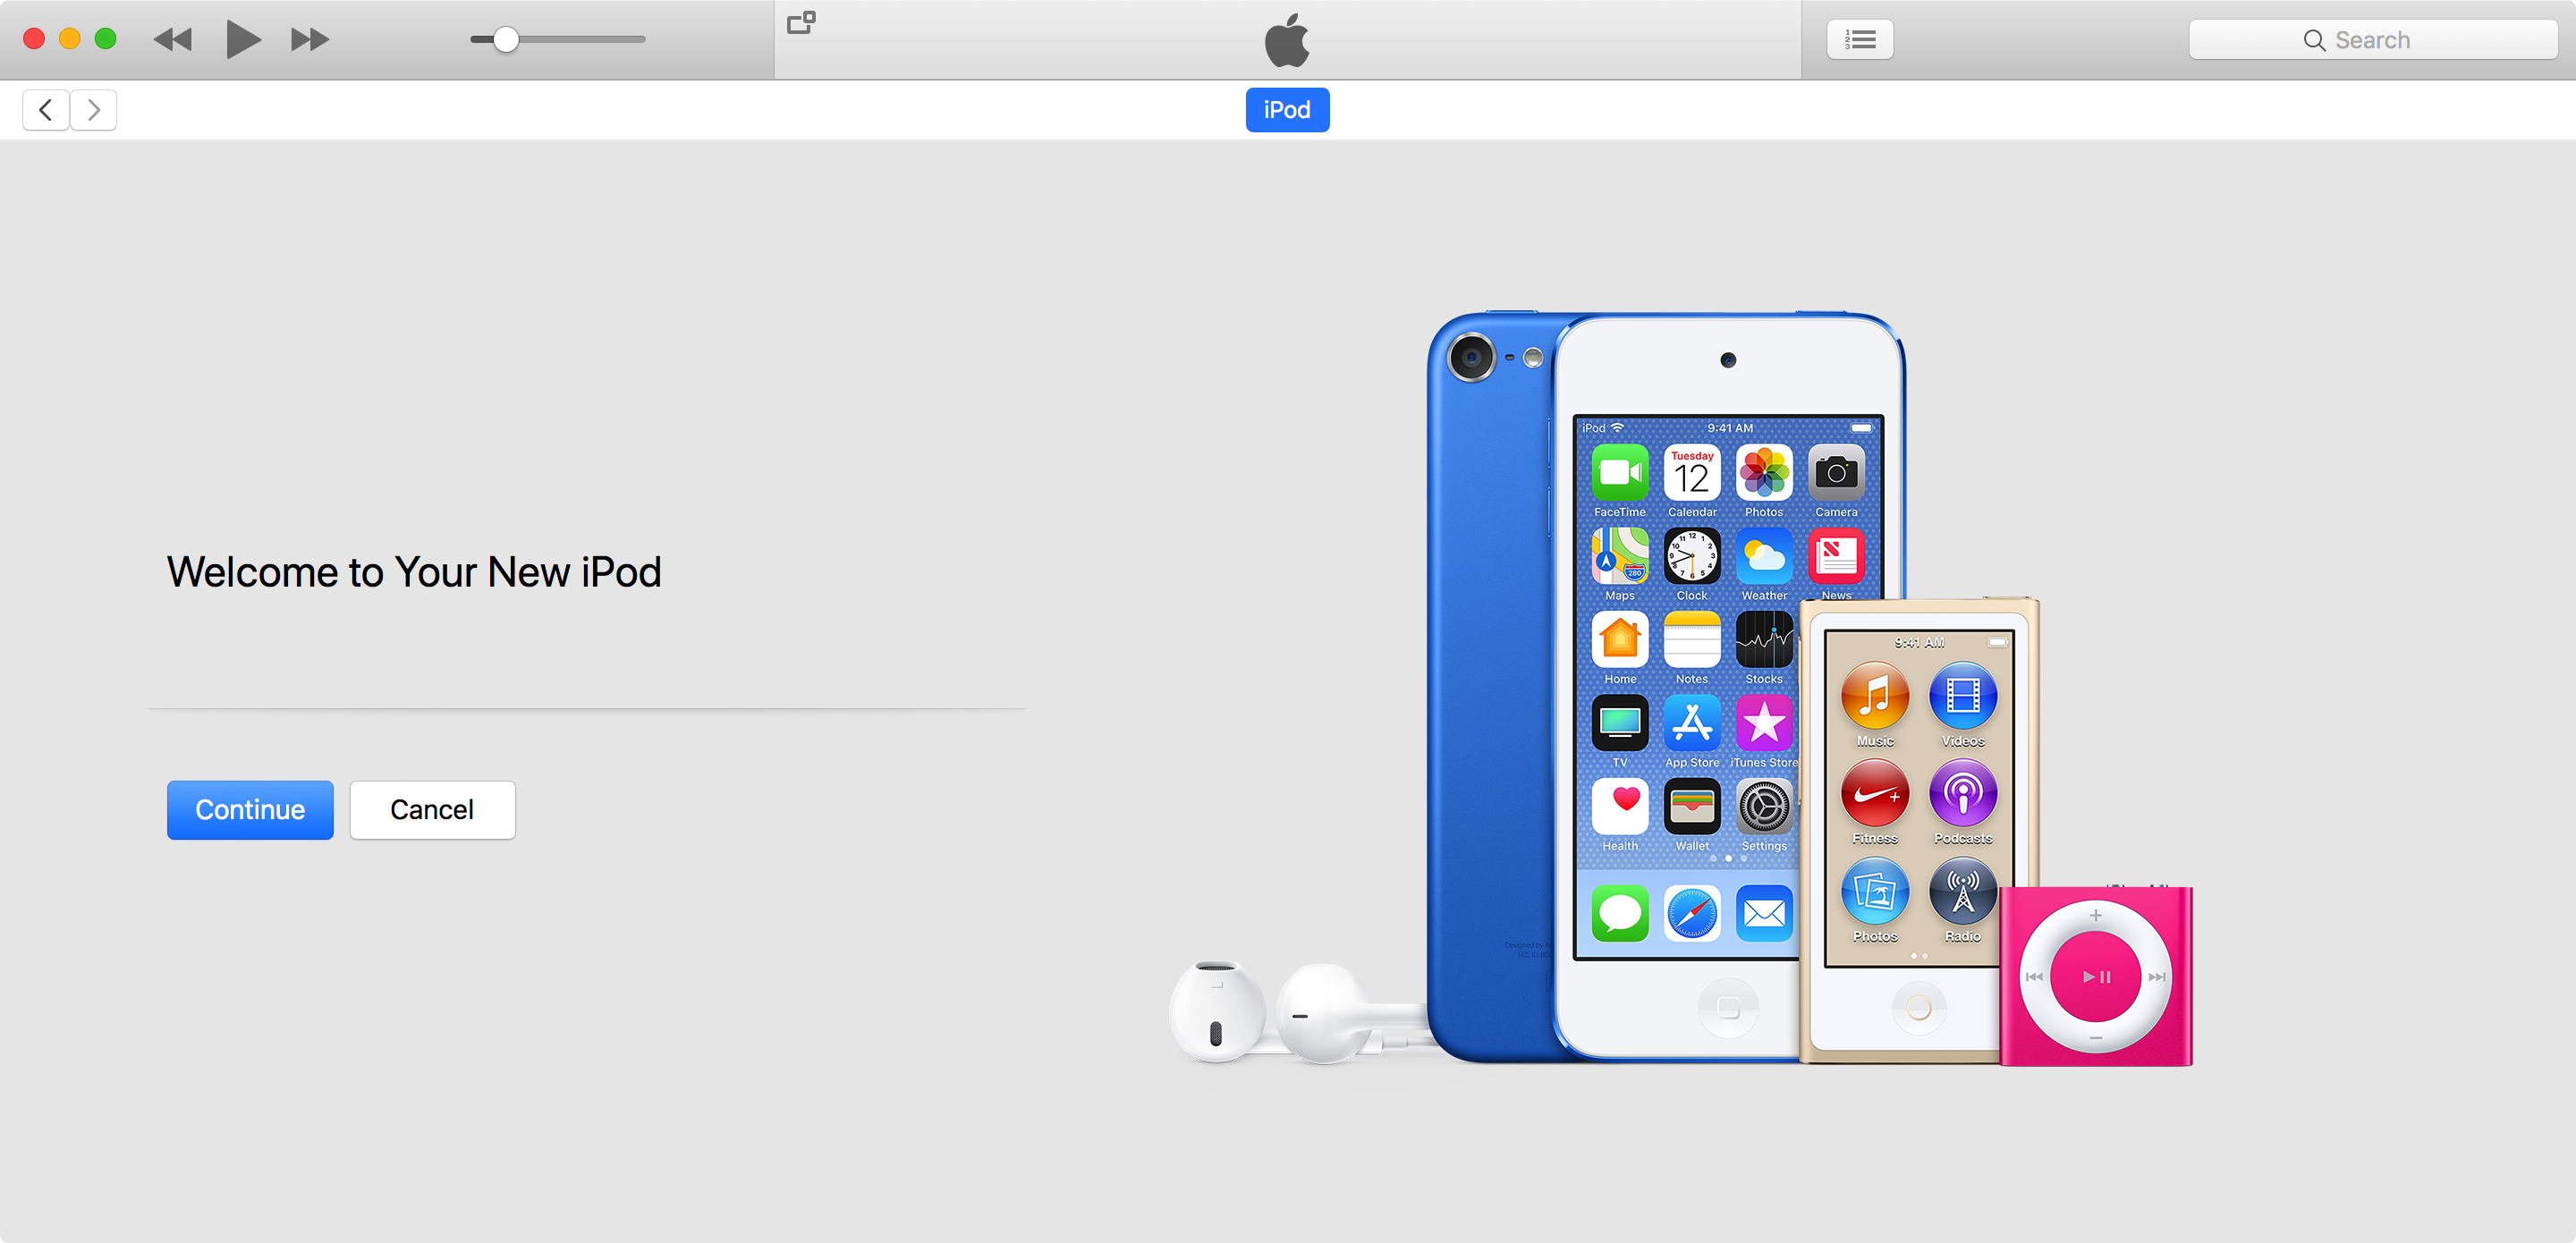 Search
iPod
Welcome to Your New iPod
Continue
Cancel
iPod
9:41 AM
Tuesday
12
FaceTime
Calendar
Photos
Camera
280
Maps
Clock
Weather
News
Home
Notes
Stocks
TV
App Store
iTunes Store
Health
Wallet
Settings
9:41 AM
Music
Videos
Fitness
Podcasts
Photos
Radio